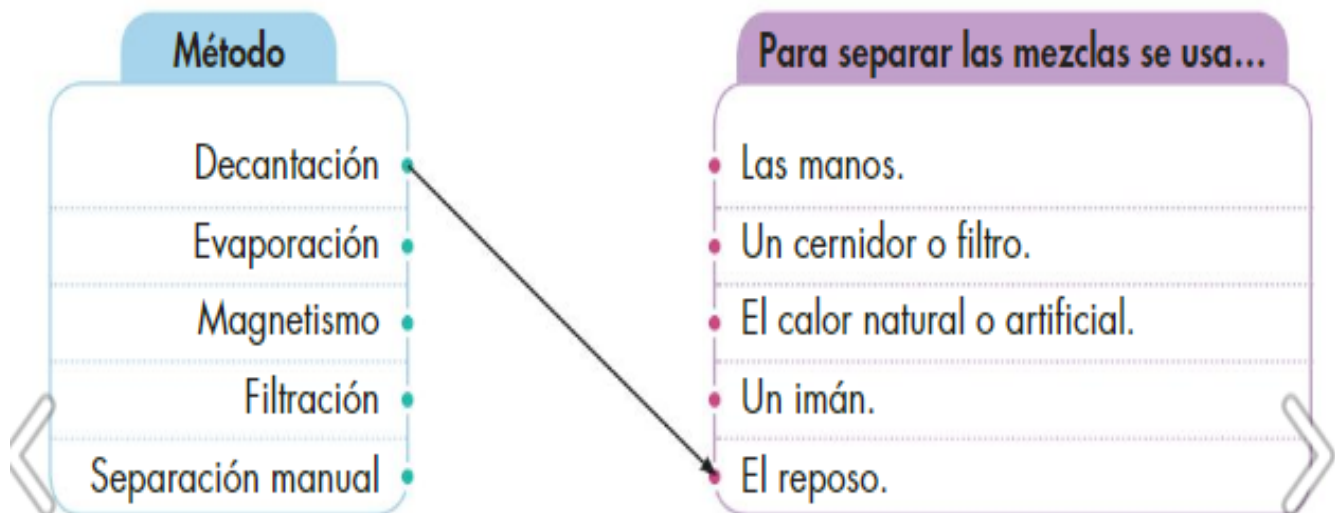 Método
Decantación
Evaporación
Magnetismo
Filtración
Separación manual
Para separar las mezclas se usa...
Las manos.
Un cernidor o filtro.
El calor natural o artificial.
Un imán.
El reposo.